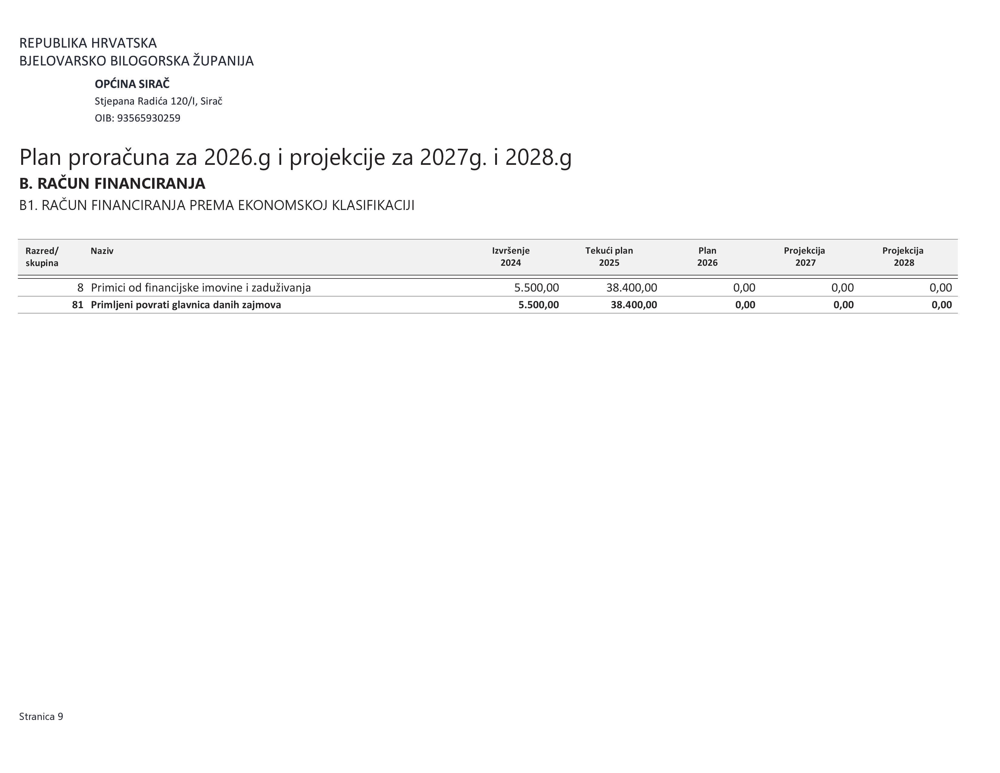 REPUBLIKA HRVATSKA
BJELOVARSKO BILOGORSKA ŽUPANIJA
OPĆINA SIRAČ
Stjepana Radića 120/I, Sirač
OIB: 93565930259
Plan proračuna za 2026.g i projekcije za 2027g. i 2028.g
B. RAČUN FINANCIRANJA
B1. RAČUN FINANCIRANJA PREMA EKONOMSKOJ KLASIFIKACIJI
Razred/ Naziv Izvršenje Tekući plan Plan Projekcija Projekcija
skupina 2024 2025 2026 2027 2028
8 Primici od financijske imovine i zaduživanja 5.500,00 38.400,00 0,00 0,00 0,00
81 Primljeni povrati glavnica danih zajmova 5.500,00 38.400,00 0,00 0,00 0,00
Stranica 9